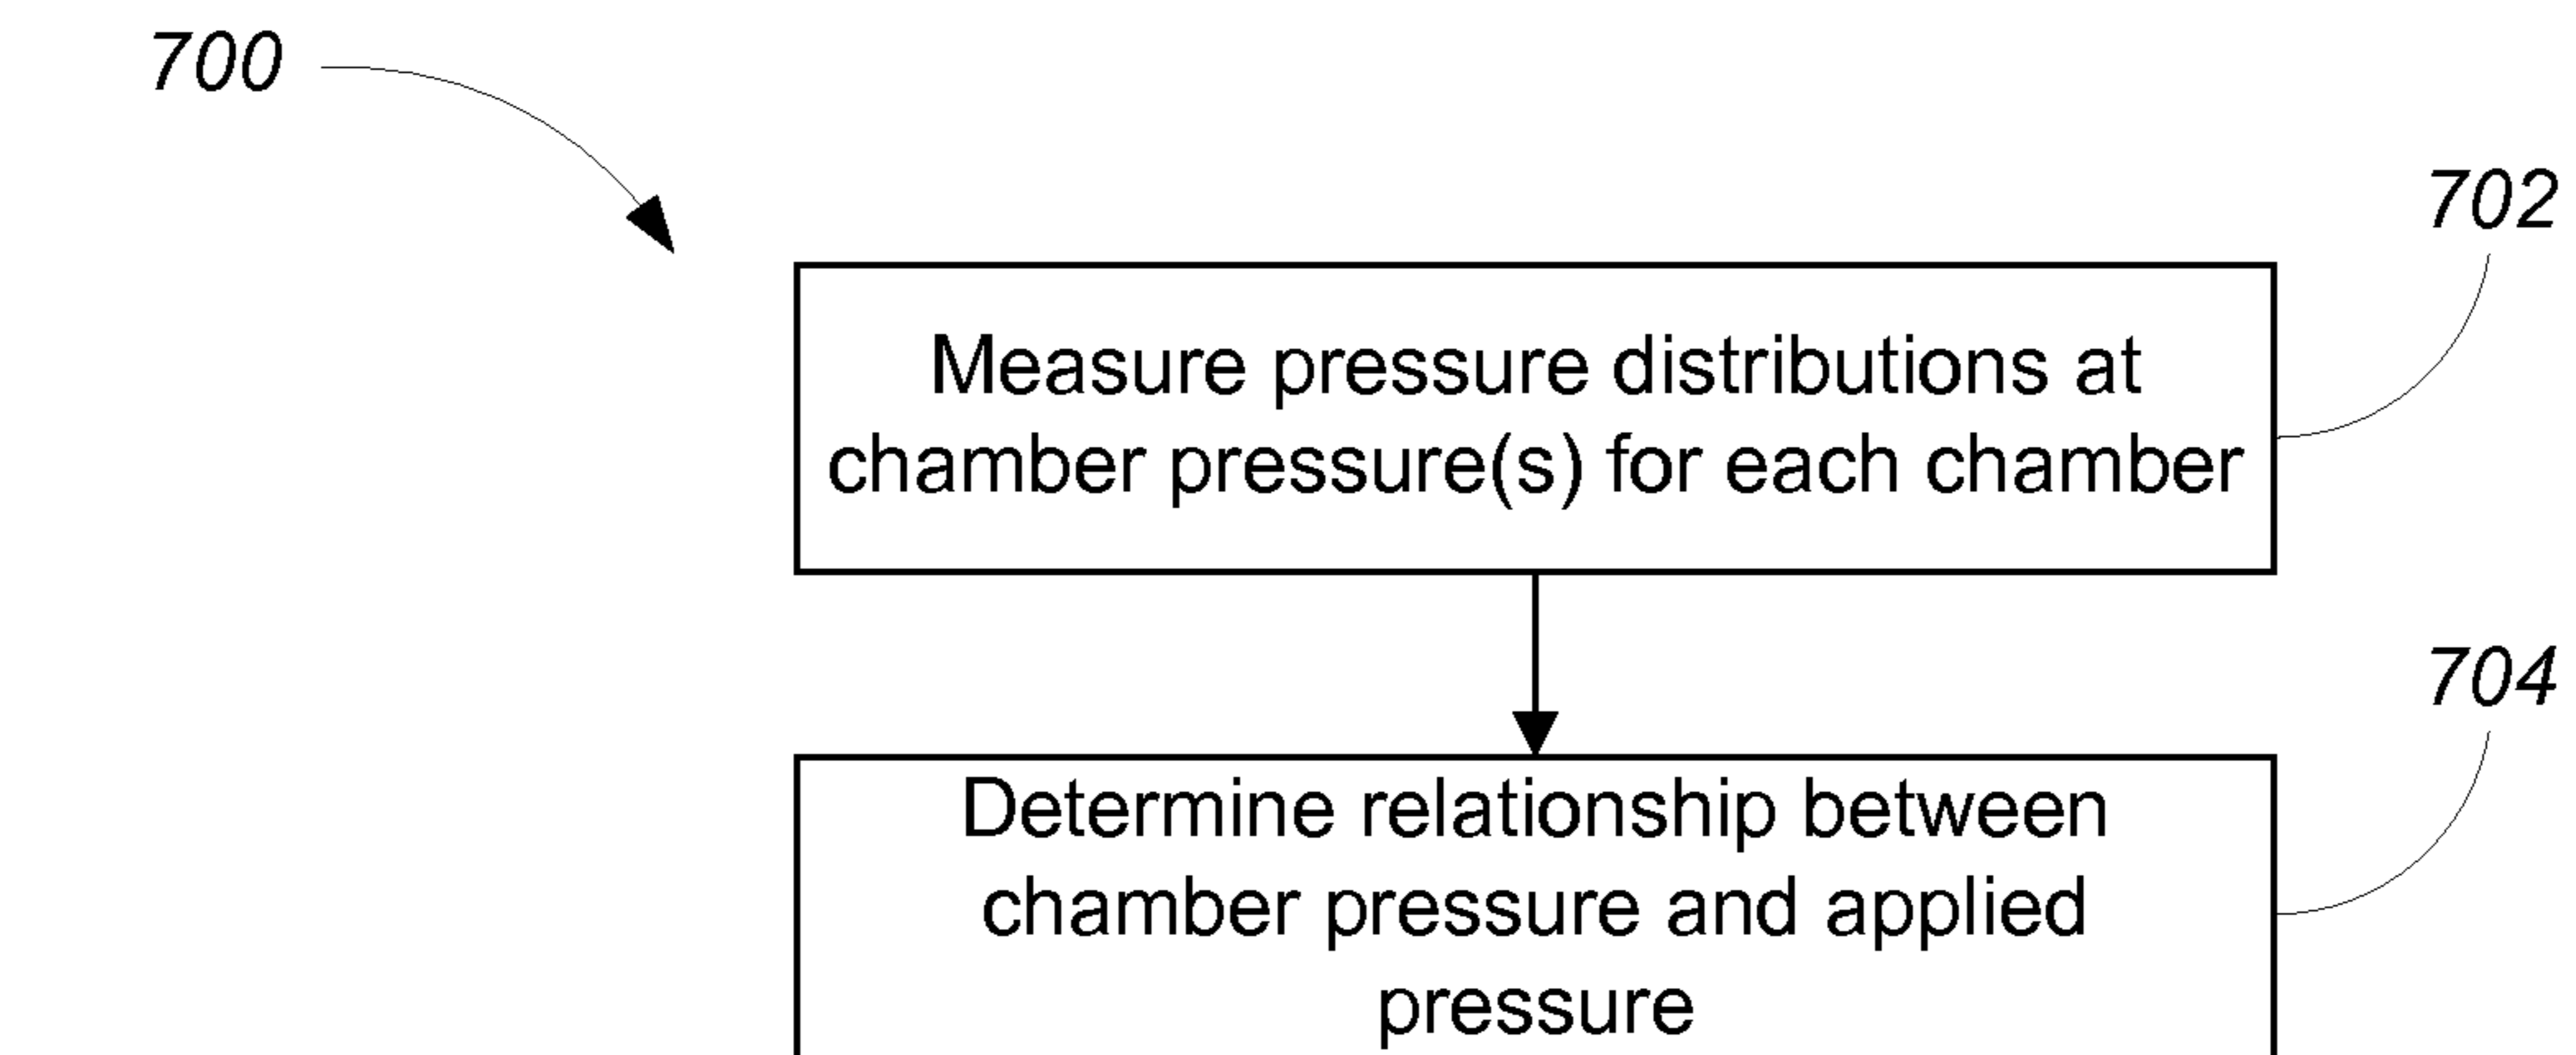 700
702
Measure pressure distributions at
chamber pressure(s) for each chamber
704
Determine relationship between
chamber pressure and applied
pressure